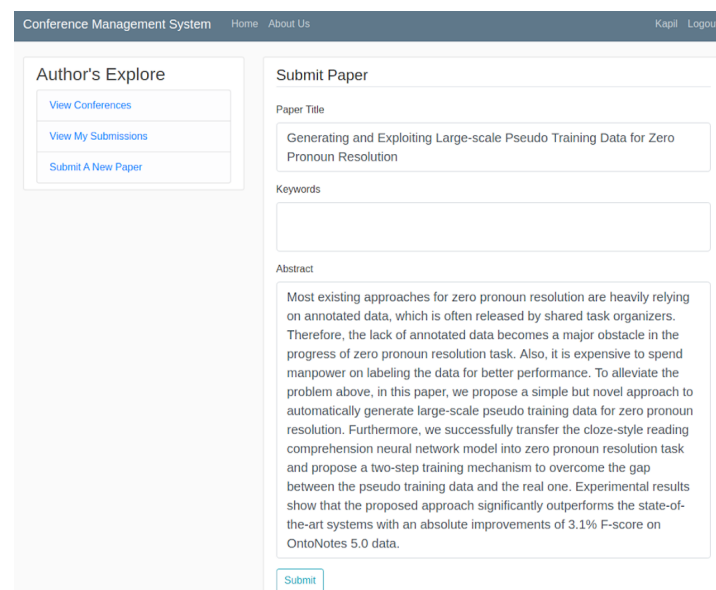 Conference Management System Home About Us Kapil Logout
Author's Explore
View Conferences
View My Submissions
Submit A New Paper
Submit Paper
Paper Title
Generating and Exploiting Large-scale Pseudo Training Data for Zero
Pronoun Resolution
Keywords
Abstract
Most existing approaches for zero pronoun resolution are heavily relying
on annotated data, which is often released by shared task organizers.
Therefore, the lack of annotated data becomes a major obstacle in the
progress of zero pronoun resolution task. Also, it is expensive to spend
manpower on labeling the data for better performance. To alleviate the
problem above, in this paper, we propose a simple but novel approach to
automatically generate large-scale pseudo training data for zero pronoun
resolution. Furthermore, we successfully transfer the cloze-style reading
comprehension neural network model into zero pronoun resolution task
and propose a two-step training mechanism to overcome the gap
between the pseudo training data and the real one. Experimental results
show that the proposed approach significantly outperforms the state-of-
the-art systems with an absolute improvements of 3.1% F-score on
OntoNotes 5.0 data.
Submit